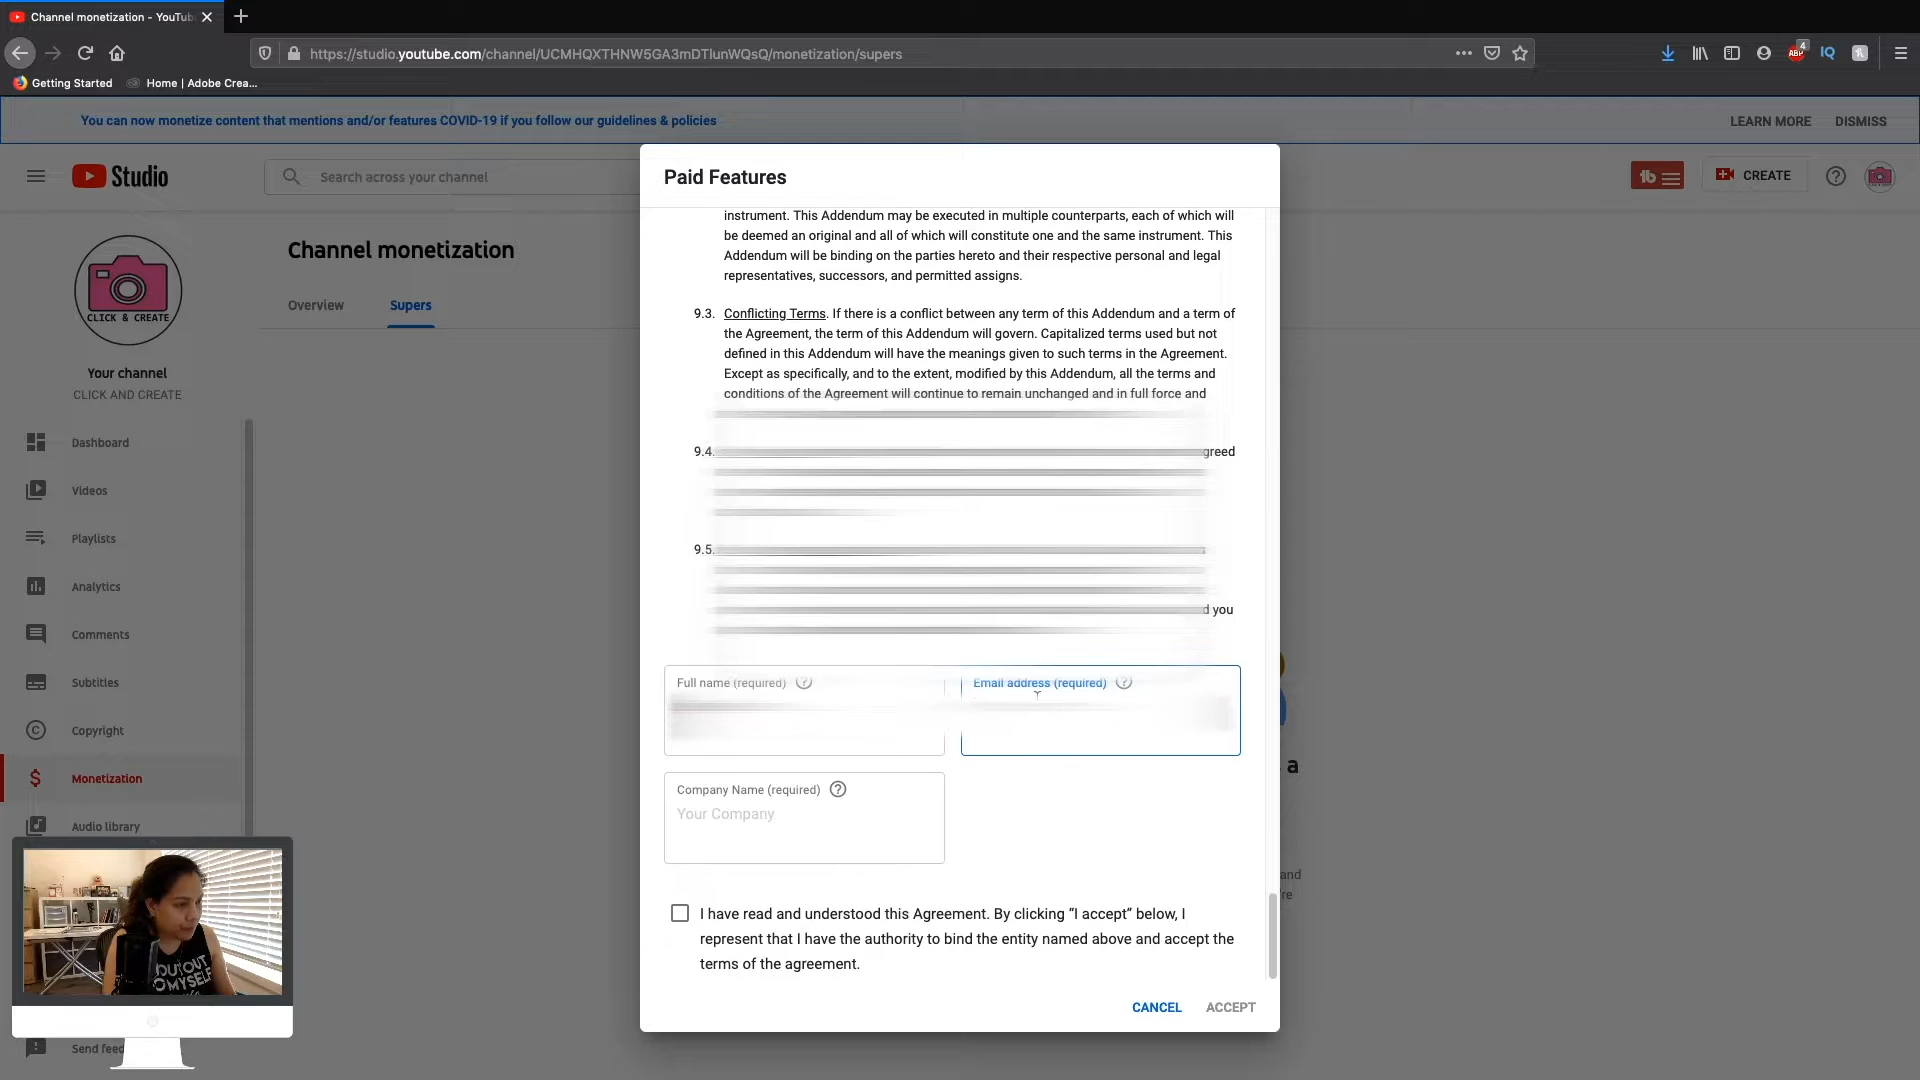 Channel monetization - YouTub
https://studio.youtube.com/channel/UCMHQXTHNW5GA3mDTlunWQsQ/monetization/supers
4
ABP
IQ
Getting Started
Home | Adobe Crea...
You can now monetize content that mentions and/or features COVID-19 if you follow our guidelines & policies
LEARN MORE
DISMISS
Studio
Search across your channel
CREATE
Paid Features
instrument. This Addendum may be executed in multiple counterparts, each of which will
be deemed an original and all of which will constitute one and the same instrument. This
Addendum will be binding on the parties hereto and their respective personal and legal
representatives, successors, and permitted assigns.
9.3. Conflicting Terms. If there is a conflict between any term of this Addendum and a term of
the Agreement, the term of this Addendum will govern. Capitalized terms used but not
defined in this Addendum will have the meanings given to such terms in the Agreement.
Except as specifically, and to the extent, modified by this Addendum, all the terms and
conditions of the Agreement will continue to remain unchanged and in full force and
9.4. greed
9.5.
d you
Full name (required)
Email address (required)
Company Name (required)
Your Company
I have read and understood this Agreement. By clicking “I accept” below, I
represent that I have the authority to bind the entity named above and accept the
terms of the agreement.
CANCEL
ACCEPT
Channel monetization
Overview
Supers
CLICK & CREATE
Your channel
CLICK AND CREATE
Dashboard
Videos
Playlists
Analytics
Comments
Subtitles
Copyright
Monetization
Audio library
Send feed
a
and
re